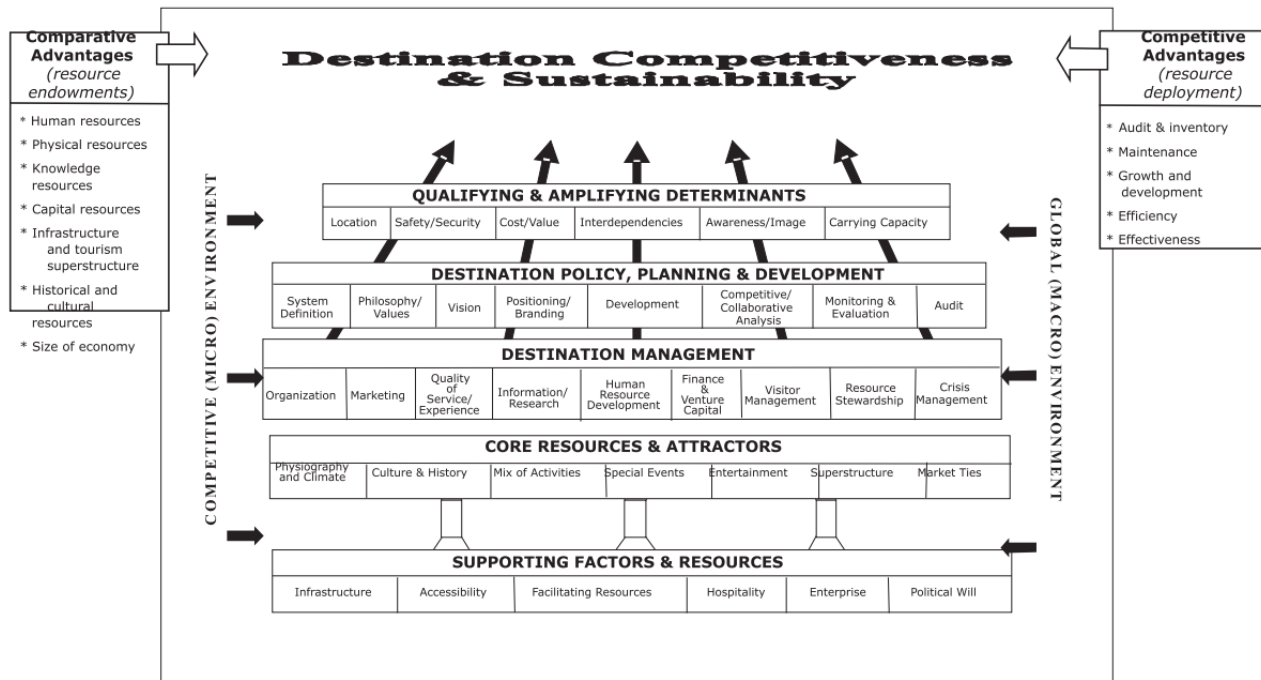 Comparative
Advantages
(resource
endowments)
* Human resources
* Physical resources
* Knowledge
resources
* Capital resources
* Infrastructure
and tourism
superstructure
* Historical and
cultural
resources
* Size of economy
Destination Competitiveness
& Sustainability
Competitive
Advantages
(resource
deployment)
* Audit & inventory
* Maintenance
* Growth and
development
* Efficiency
* Effectiveness
COMPETITIVE (MICRO) ENVIRONMENT
GLOBAL (MACRO) ENVIRONMENT
QUALIFYING & AMPLIFYING DETERMINANTS
Location Safety/Security Cost/Value Interdependencies Awareness/Image Carrying Capacity
DESTINATION POLICY, PLANNING & DEVELOPMENT
System
Definition
Philosophy/
Values
Vision
Positioning/
Branding
Development
Competitive/
Collaborative
Analysis
Monitoring &
Evaluation
Audit
DESTINATION MANAGEMENT
Organization
Marketing
Quality
of
Service/
Experience
Information/
Research
Human
Resource
Development
Finance
&
Venture
Capital
Visitor
Management
Resource
Stewardship
Crisis
Management
CORE RESOURCES & ATTRACTORS
Physiography
and Climate
Culture & History
Mix of Activities
Special Events
Entertainment
Superstructure
Market Ties
SUPPORTING FACTORS & RESOURCES
Infrastructure Accessibility Facilitating Resources Hospitality Enterprise Political Will